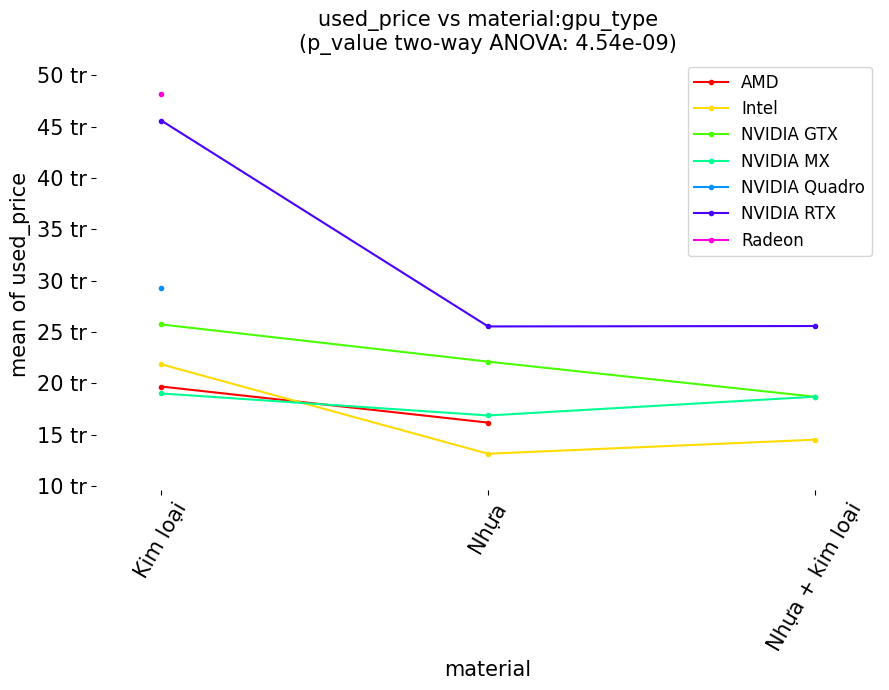 used_price vs material:gpu_type
(p_value two-way ANOVA: 4.54e-09)
50 tr
45 tr
40 tr
35 tr
30 tr
25 tr
20 tr
15 tr
10 tr
mean of used_price
AMD
Intel
NVIDIA GTX
NVIDIA MX
NVIDIA Quadro
NVIDIA RTX
Radeon
Kim loại
Nhựa
Nhựa + kim loại
material